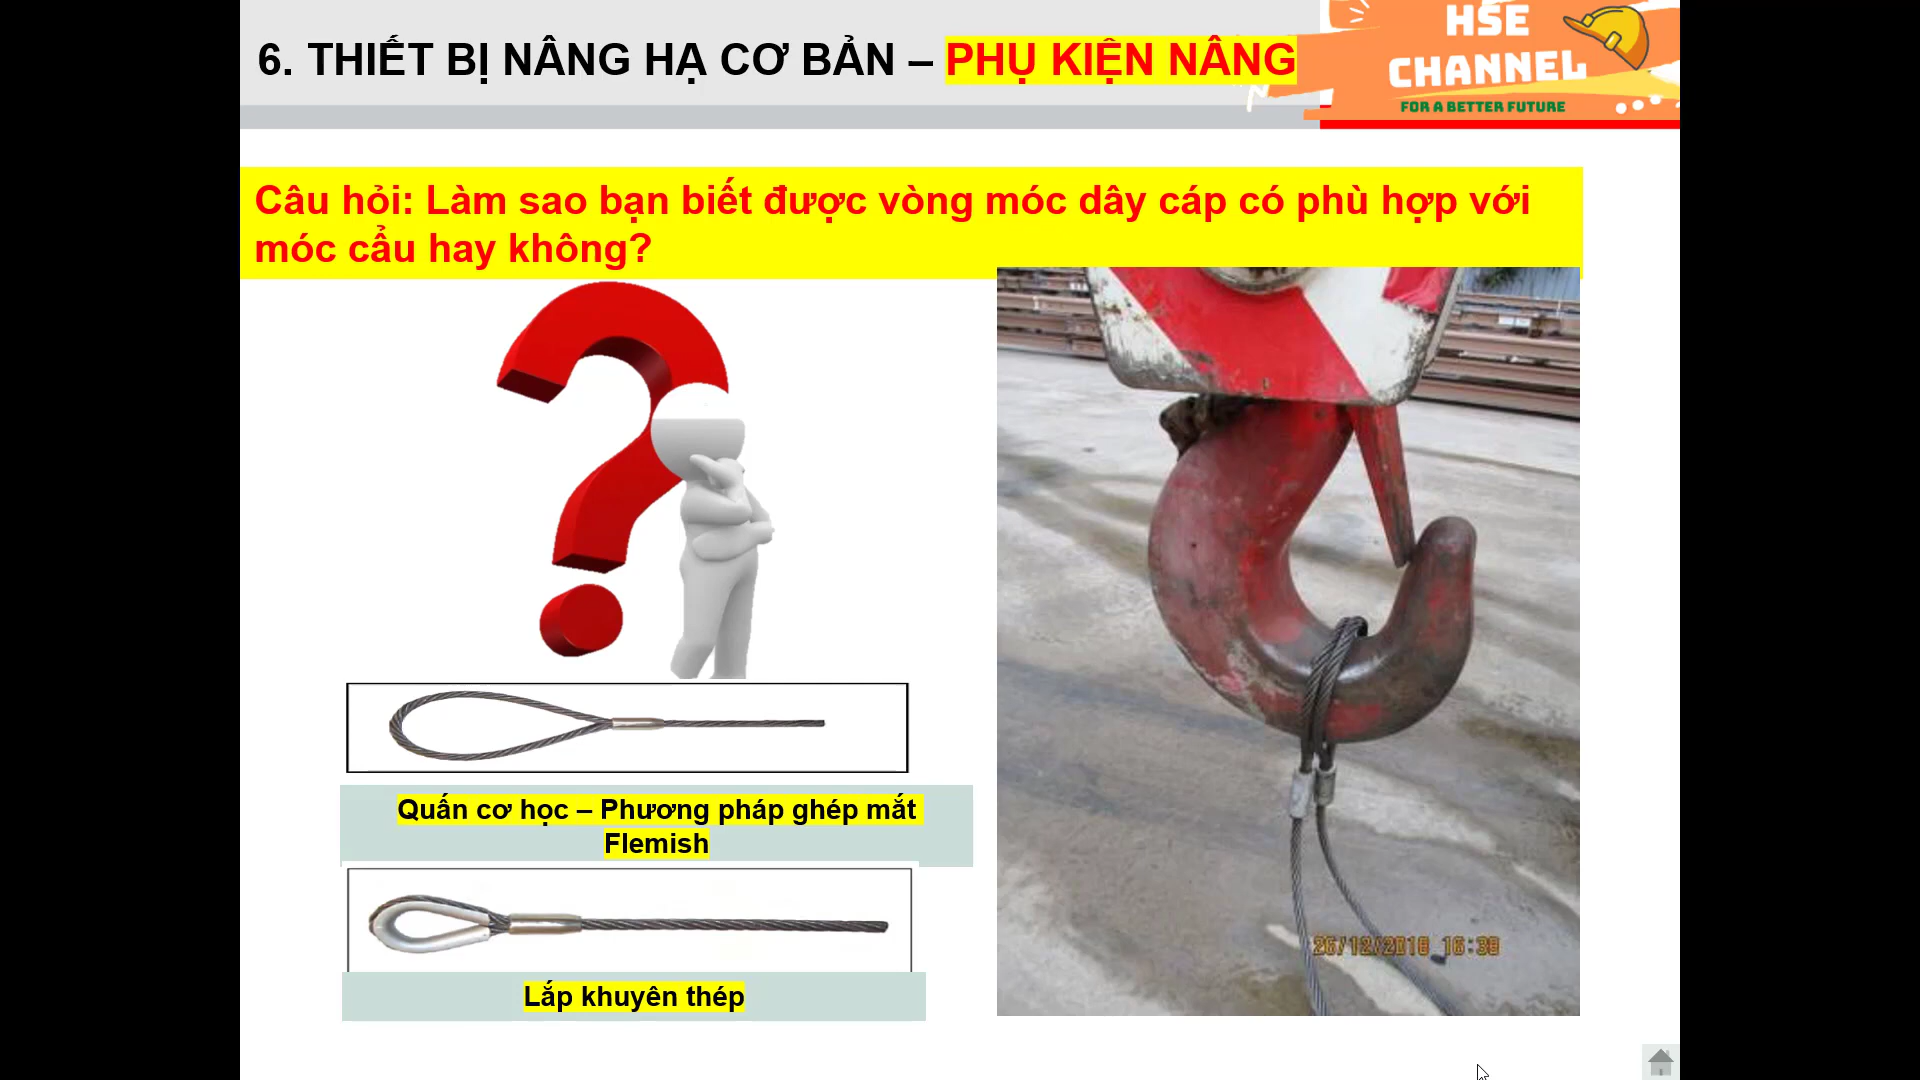 6. THIẾT BỊ NÂNG HẠ CƠ BẢN – PHỤ KIỆN NÂNG
HSE
CHANNEL
FOR A BETTER FUTURE
Câu hỏi: Làm sao bạn biết được vòng móc dây cáp có phù hợp với
móc cẩu hay không?
Quấn cơ học – Phương pháp ghép mắt
Flemish
Lắp khuyên thép
26/12/2018 16:38